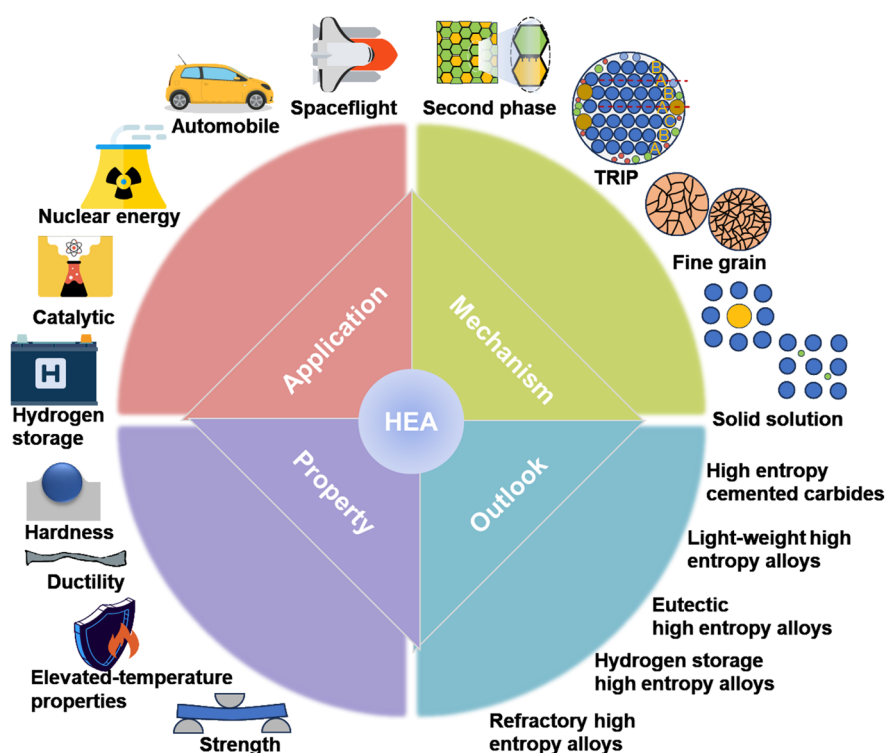 Spaceflight
Second phase
Automobile
TRIP
Nuclear energy
Fine grain
Catalytic
Hydrogen
storage
Solid solution
Application
Mechanism
HEA
Property
Outlook
Hardness
Ductility
Elevated-temperature
properties
Strength
High entropy
cemented carbides
Light-weight high
entropy alloys
Eutectic
high entropy alloys
Hydrogen storage
high entropy alloys
Refractory high
entropy alloys
B
A
B
A
C
B
A
H